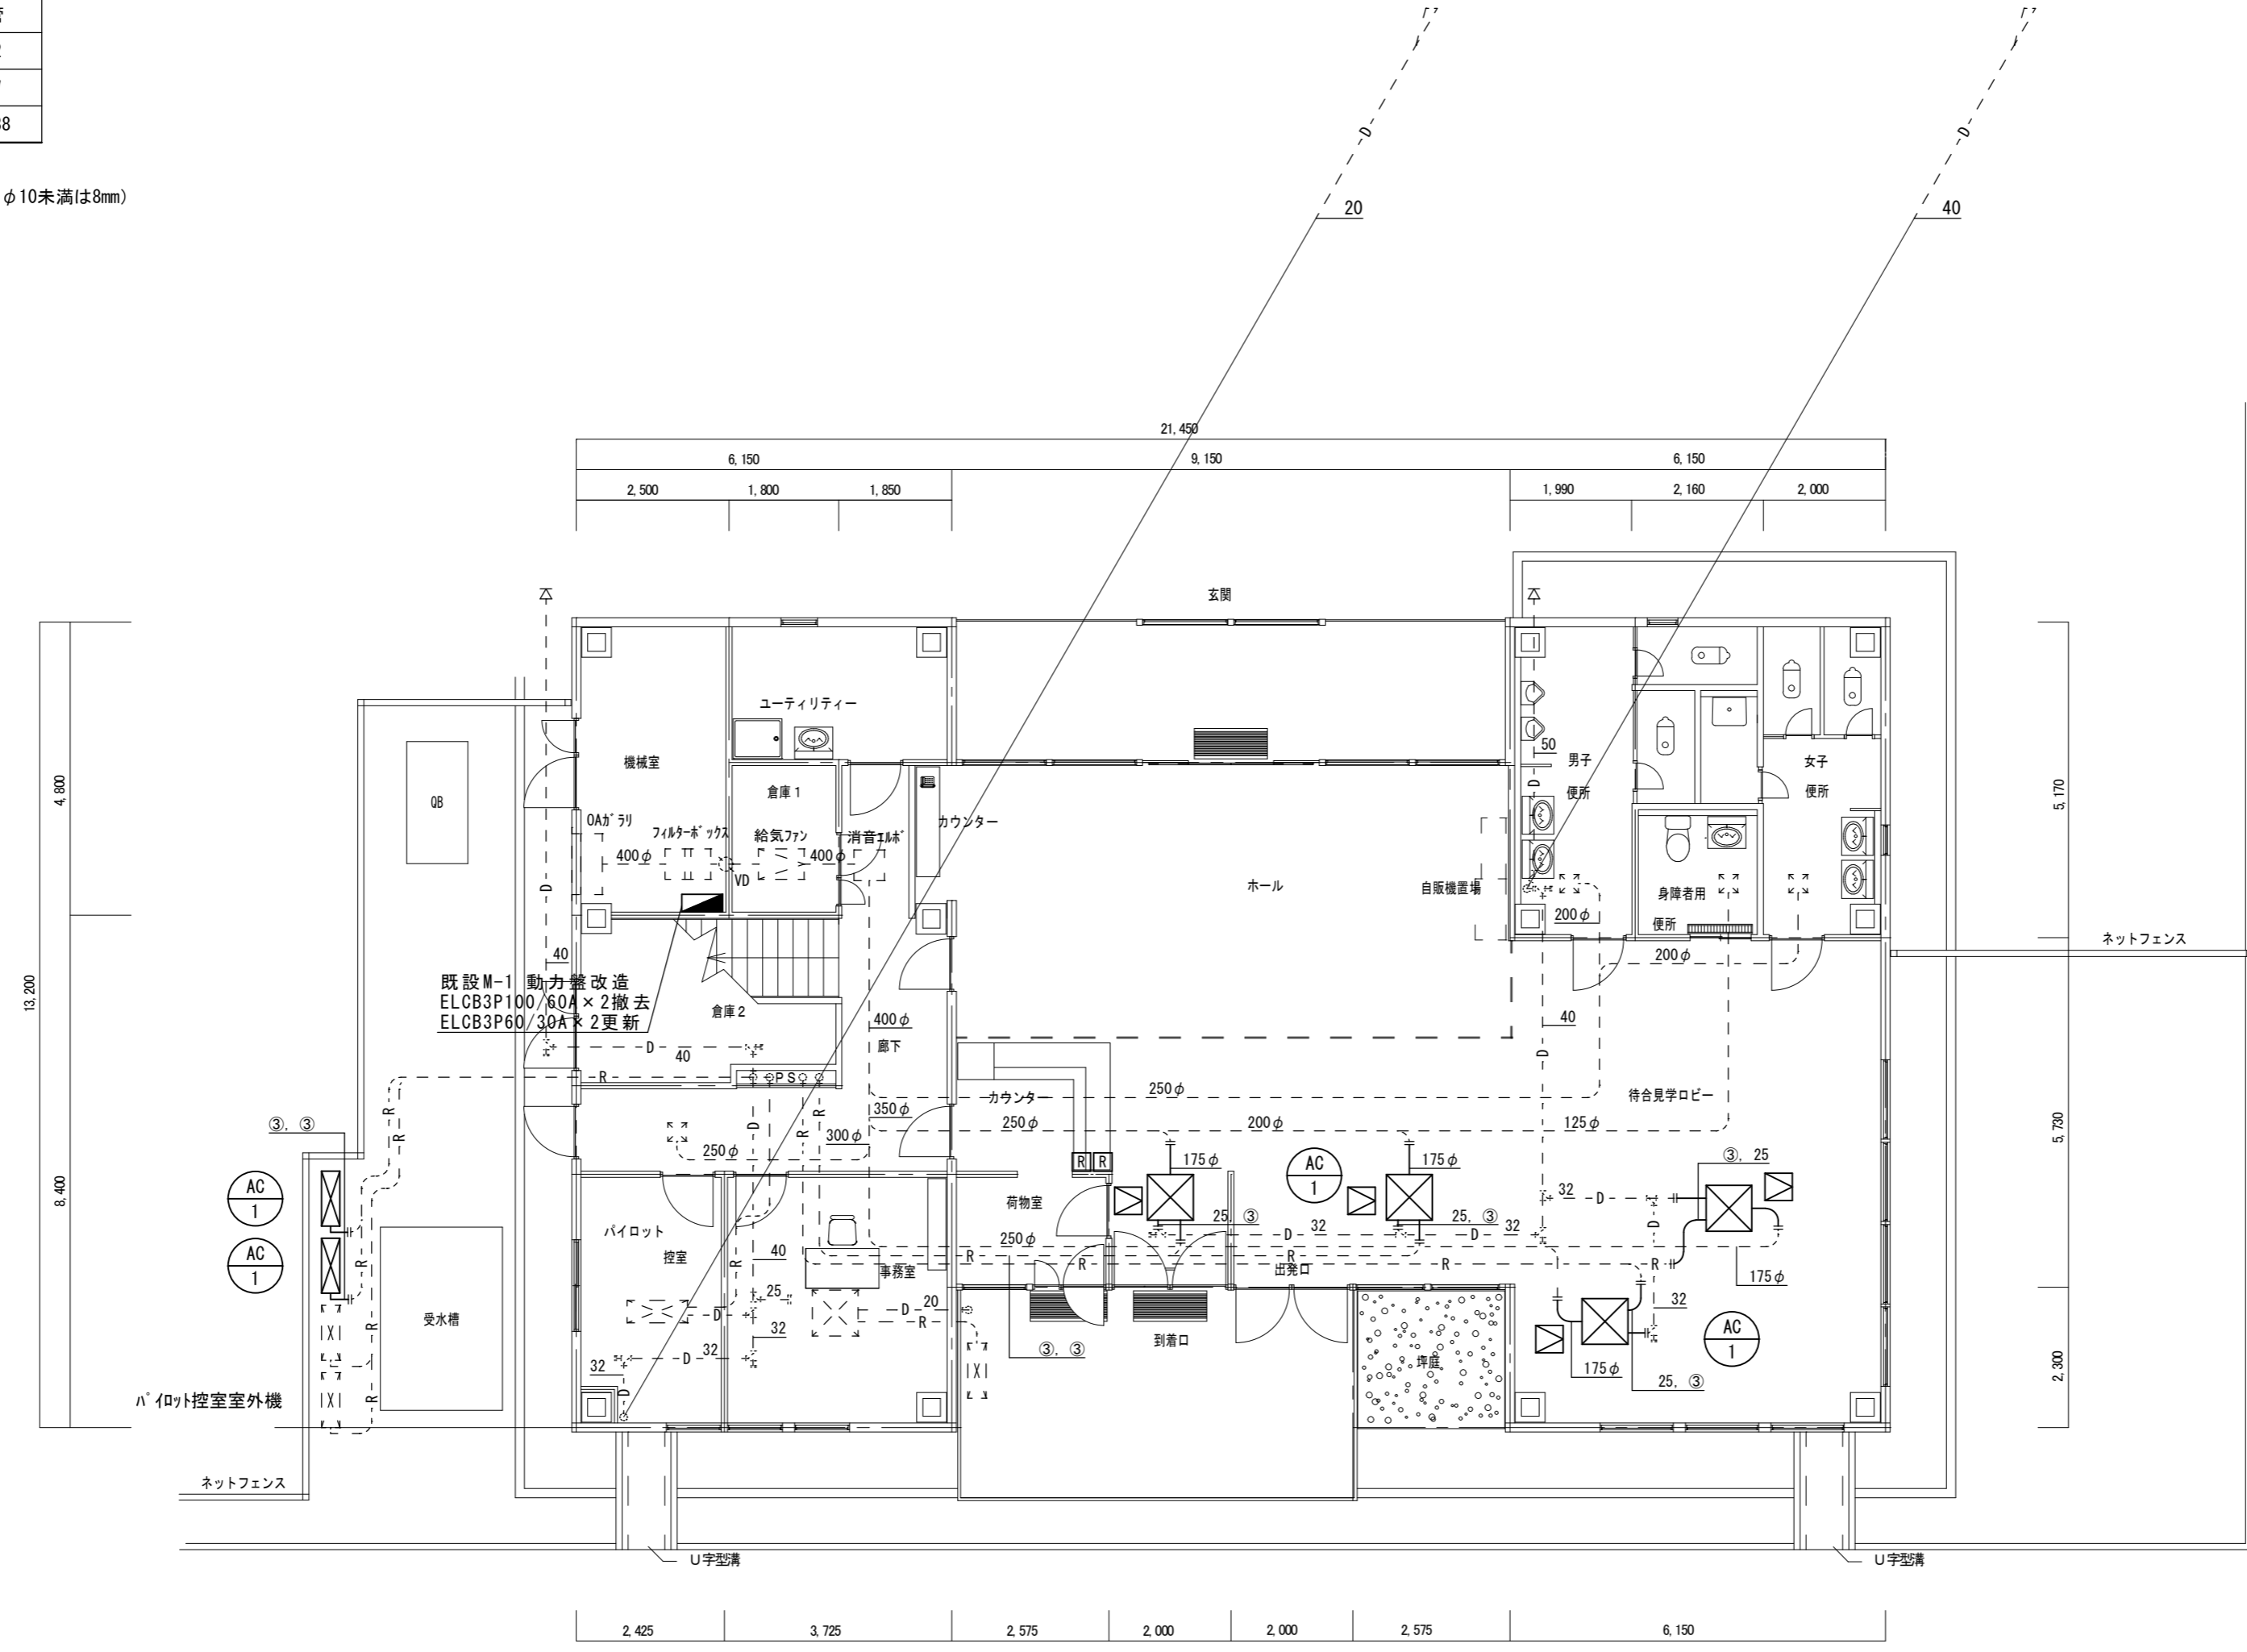 φ10未満は8mm）
20
40
21,450
6,150
9,150
6,150
2,500
1,800
1,850
1,990
2,160
2,000
玄関
ユーティリティー
機械室
倉庫１
カウンター
50
男子
便所
女子
便所
4,800
5,170
QB
OAｶﾞﾗﾘ
ﾌｨﾙﾀｰﾎﾞｯｸｽ
給気ﾌｧﾝ
消音ｴﾙﾎﾞ
400φ
400φ
VD
D
D
ホール
自販機置場
身障者用
便所
200φ
200φ
ネットフェンス
40
既設M-1 動力盤改造
ELCB3P100/60A×2撤去
ELCB3P60/30A×2更新
倉庫２
13,200
400φ
廊下
40
D
40
D
R
PS
250φ
カウンター
待合見学ロビー
350φ
250φ
200φ
125φ
③, ③
R
R
D
R
R
300φ
250φ
5,730
8,400
AC
1
AC
1
R R
175φ
AC
1
175φ
③, 25
荷物室
パイロット
控室
25, ③
25, ③
32
D
32
D
32
D
D
250φ
R
R
R
R
R
175φ
40
R
R
事務室
出発口
25
D
D
20
R
32
32
D
32
D
受水槽
R
R
③, ③
到着口
坪庭
32
AC
1
175φ
25, ③
2,300
ﾊﾟｲﾛｯﾄ控室室外機
ネットフェンス
Ｕ字型溝
Ｕ字型溝
2,425
3,725
2,575
2,000
2,000
2,575
6,150